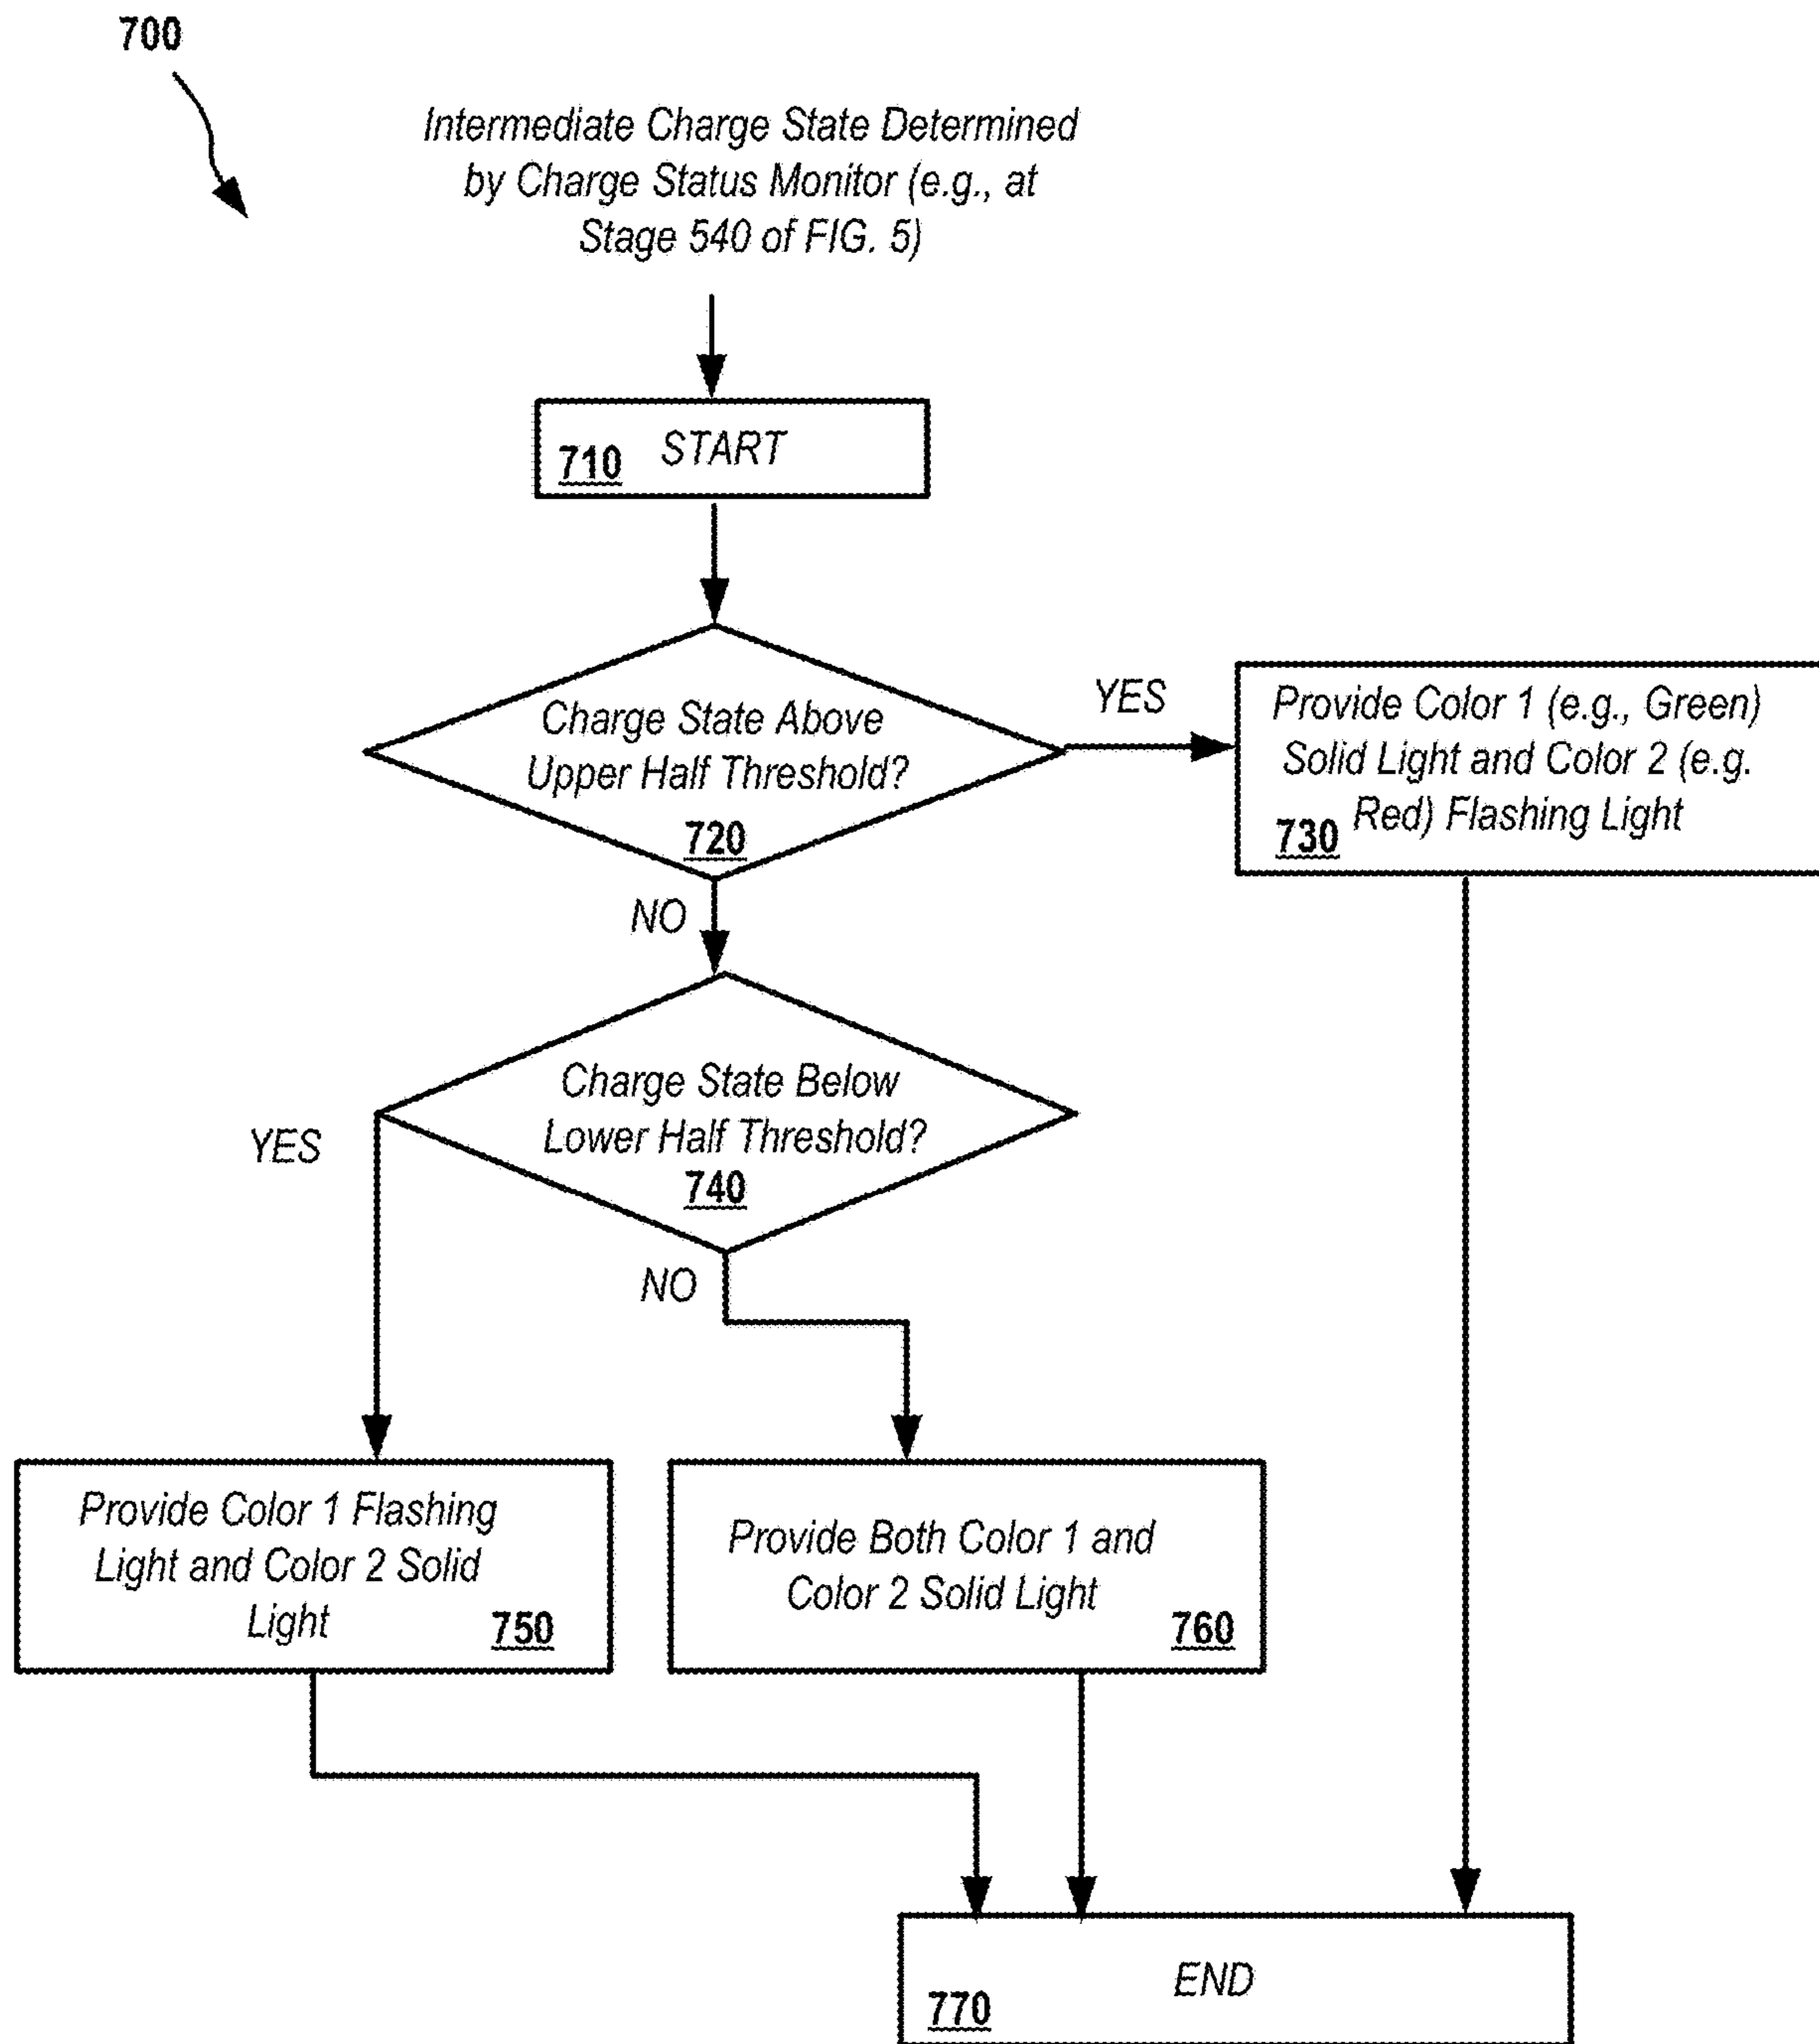 700
Intermediate Charge State Determined
by Charge Status Monitor (e.g., at
Stage 540 of FIG. 5)
START
710
Charge State Above
Upper Half Threshold?
720
YES
Provide Color 1 (e.g., Green)
Solid Light and Color 2 (e.g.
Red) Flashing Light
730
NO
Charge State Below
Lower Half Threshold?
740
YES
NO
Provide Color 1 Flashing
Light and Color 2 Solid
Light
750
Provide Both Color 1 and
Color 2 Solid Light
760
END
770